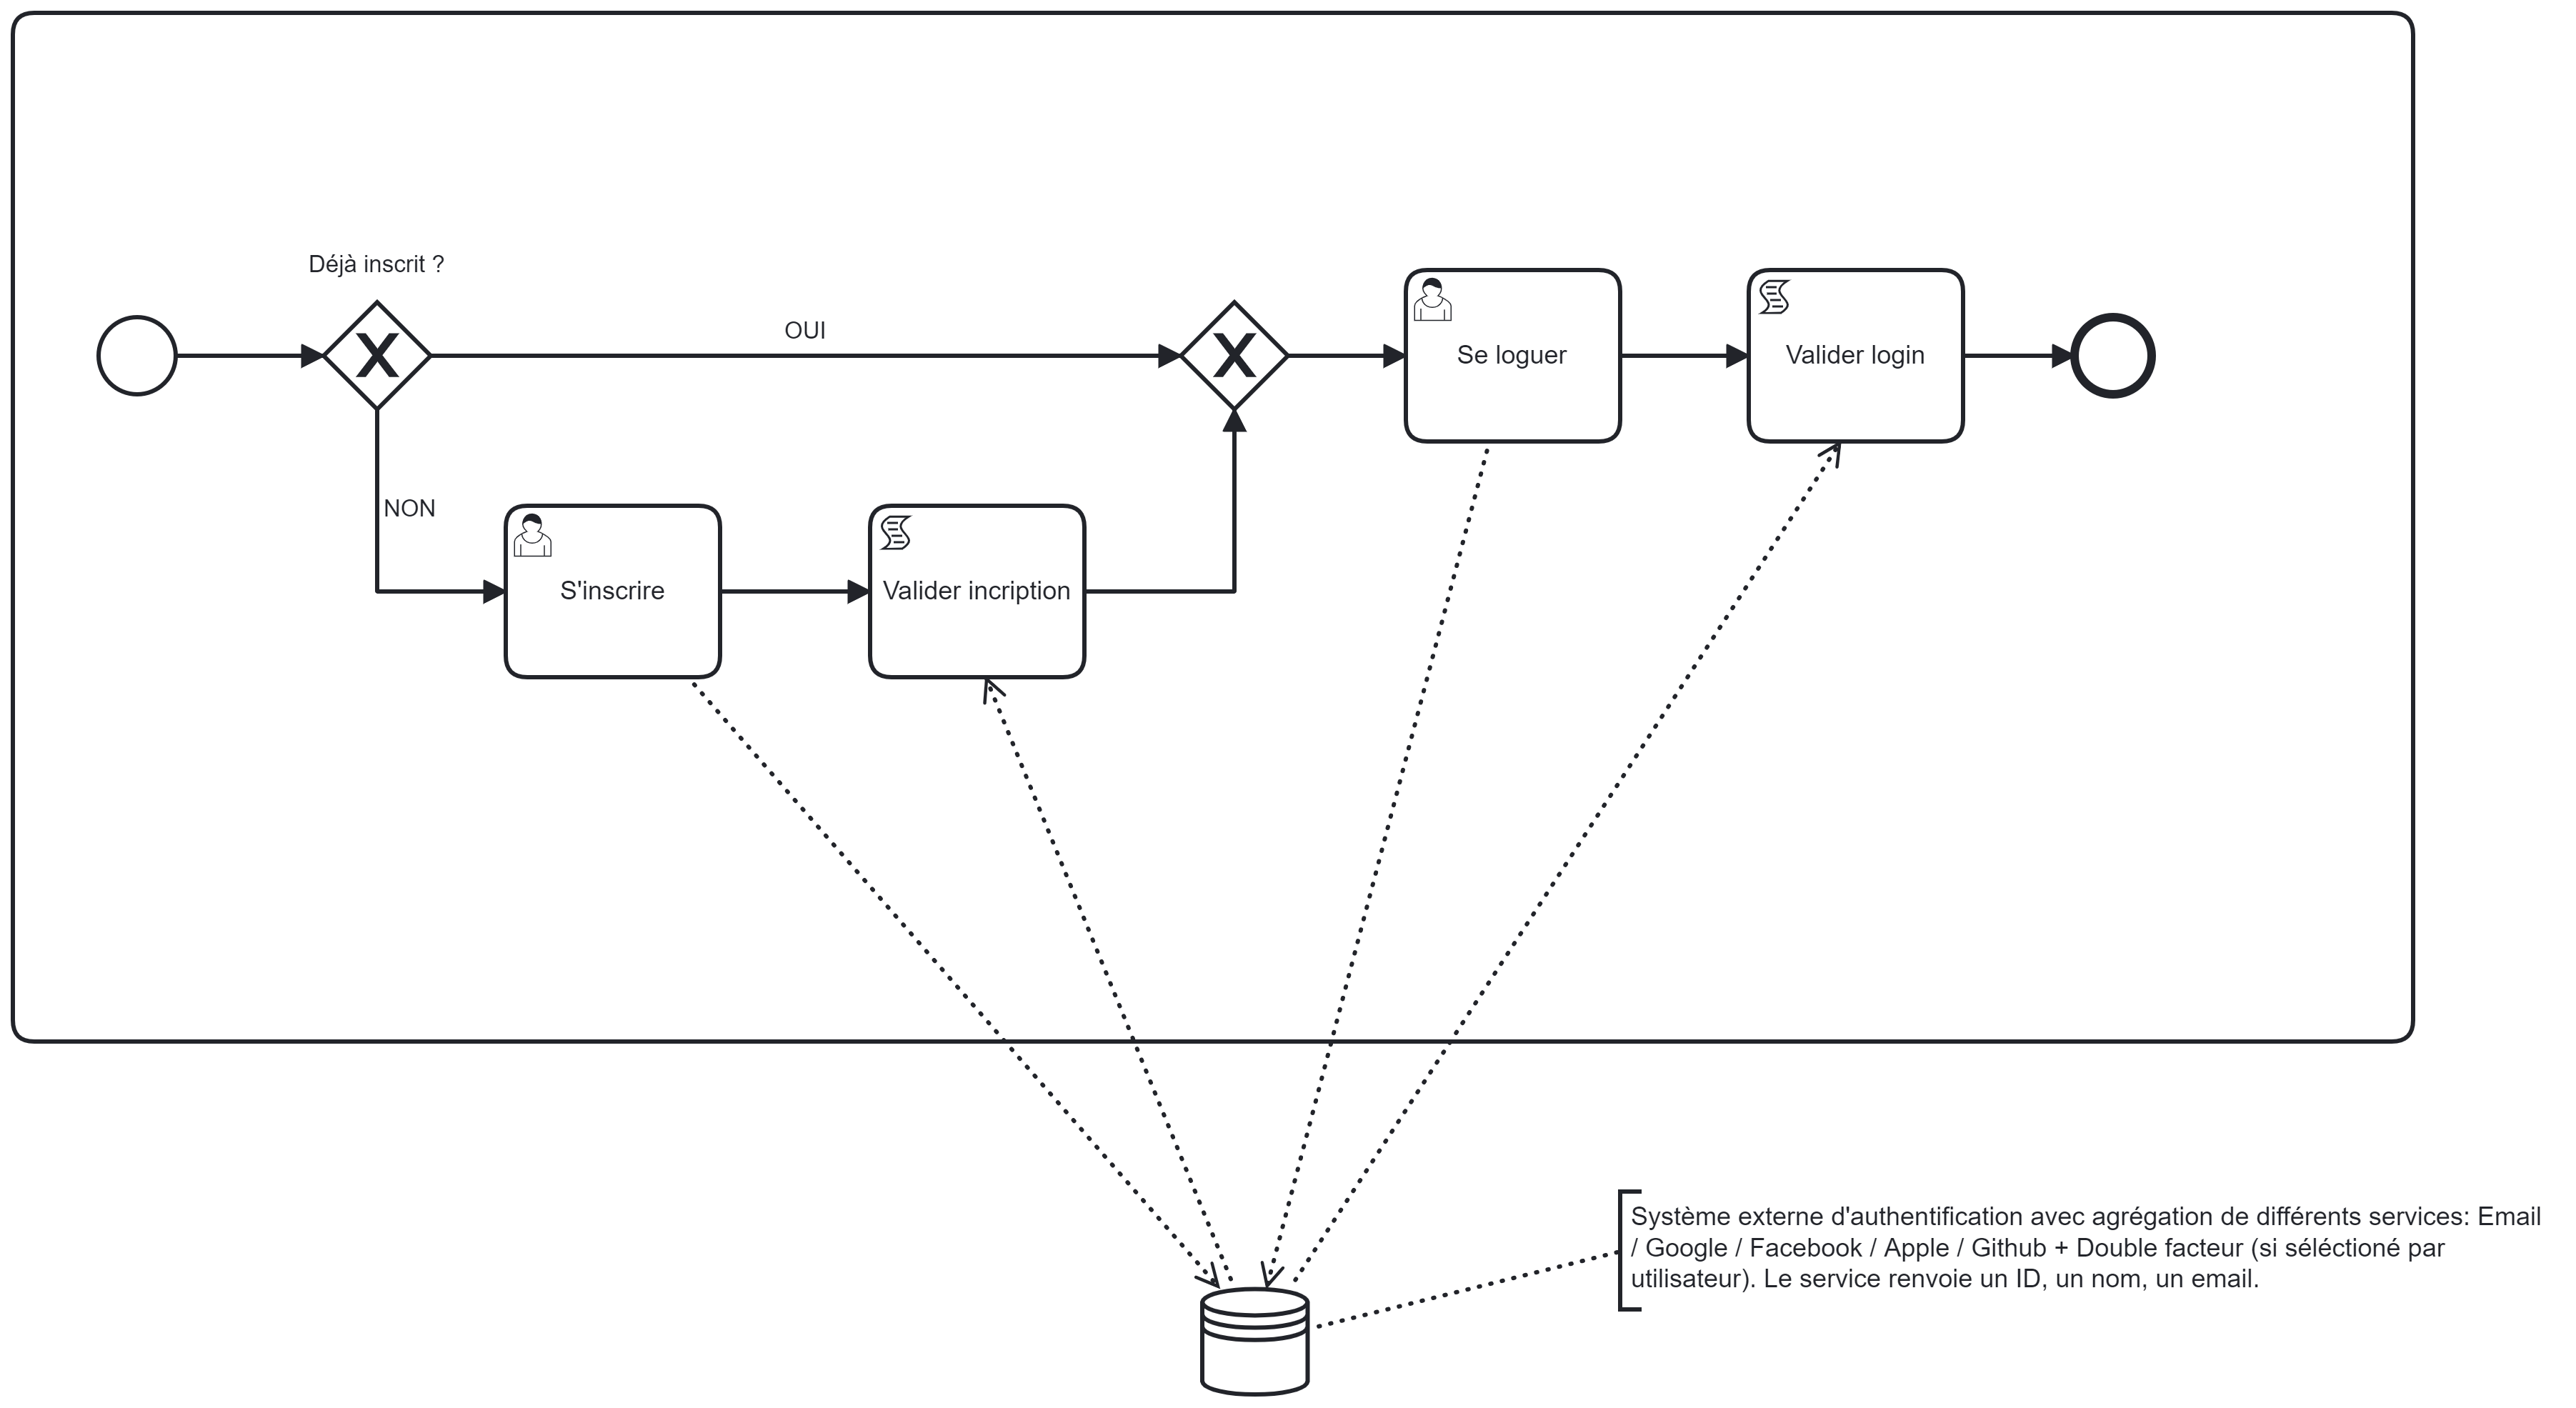 Déjà inscrit ?
OUI
Se loguer
Valider login
NON
S'inscrire
Valider incription
Système externe d'authentification avec agrégation de différents services: Email
/ Google / Facebook / Apple / Github + Double facteur (si séléctioné par
utilisateur). Le service renvoie un ID, un nom, un email.